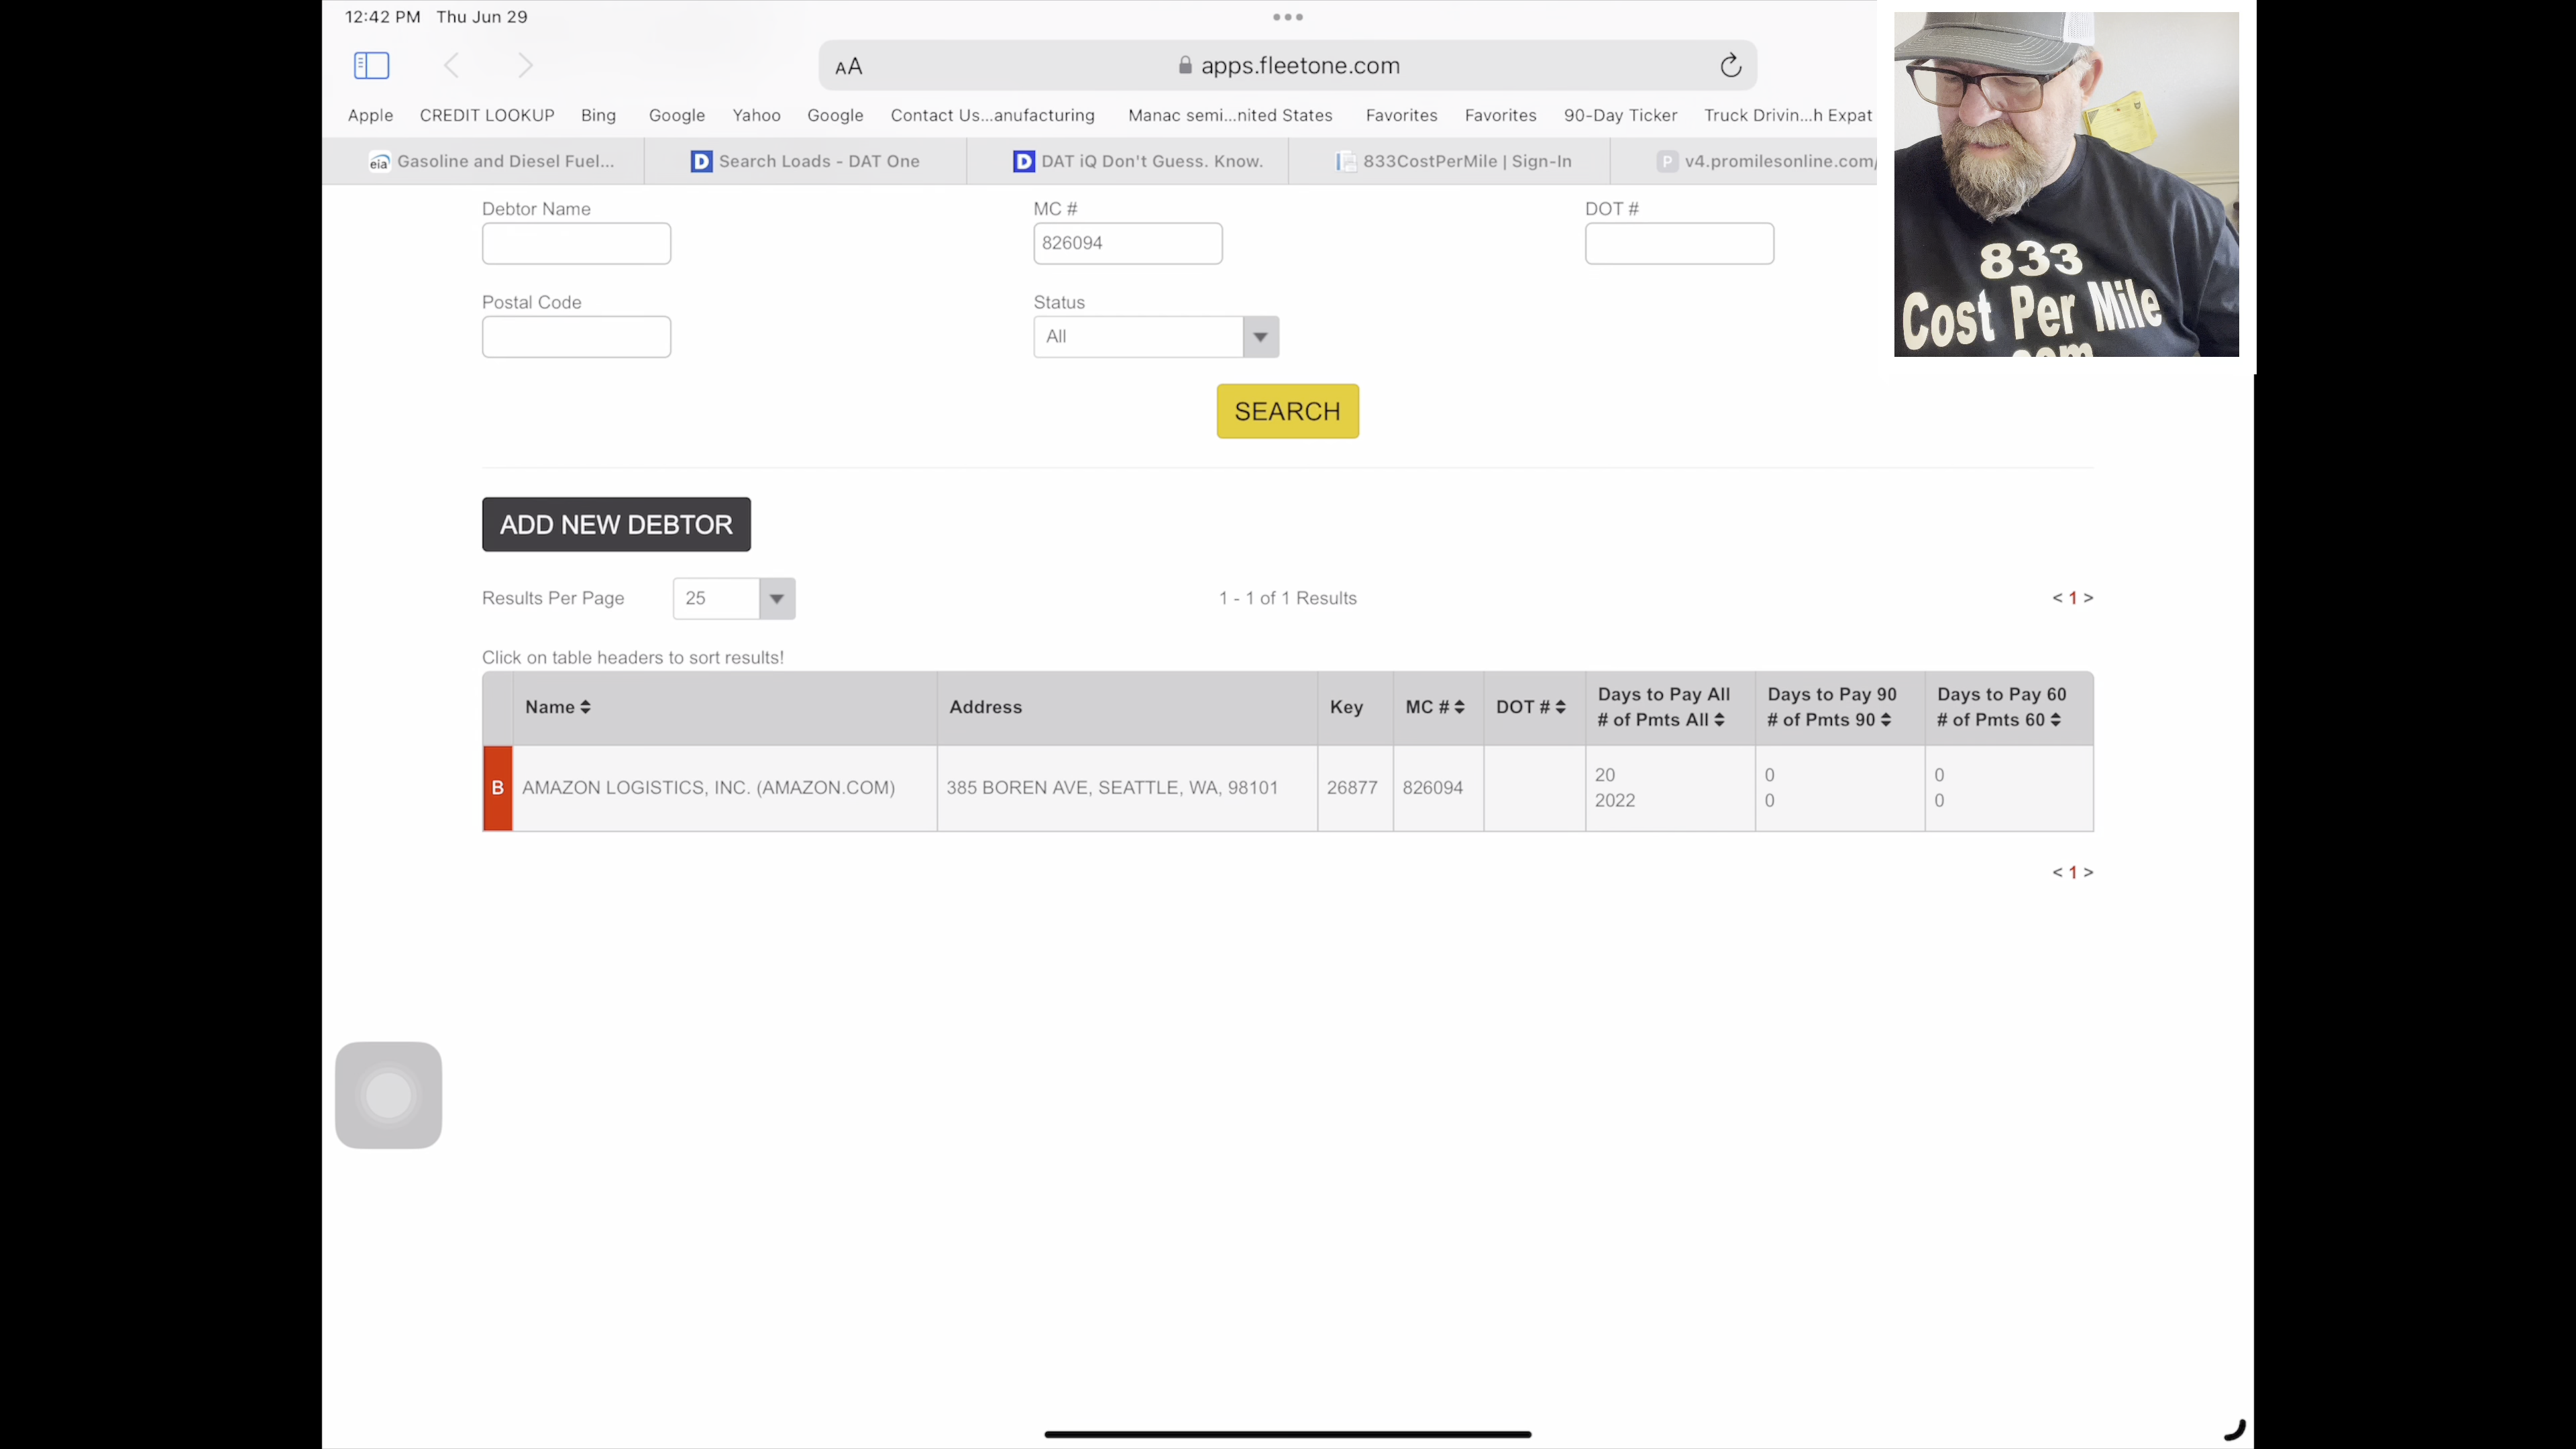 12:42 PM Thu Jun 29
AA apps.fleetone.com
Apple CREDIT LOOKUP Bing Google Yahoo Google Contact Us...anufacturing Manac semi...nited States Favorites Favorites 90-Day Ticker Truck Drivin...h Expat
eia Gasoline and Diesel Fuel... D Search Loads - DAT One D DAT iQ Don't Guess. Know. 833CostPerMile | Sign-In P v4.promilesonline.com/
833
Cost Per Mile
.com
Debtor Name MC # DOT #
826094
Postal Code Status
All
SEARCH
ADD NEW DEBTOR
Results Per Page 25 1 - 1 of 1 Results < 1 >
Click on table headers to sort results!
Name Address Key MC # DOT # Days to Pay All Days to Pay 90 Days to Pay 60
# of Pmts All # of Pmts 90 # of Pmts 60
B AMAZON LOGISTICS, INC. (AMAZON.COM) 385 BOREN AVE, SEATTLE, WA, 98101 26877 826094 20 0 0
2022 0 0
< 1 >